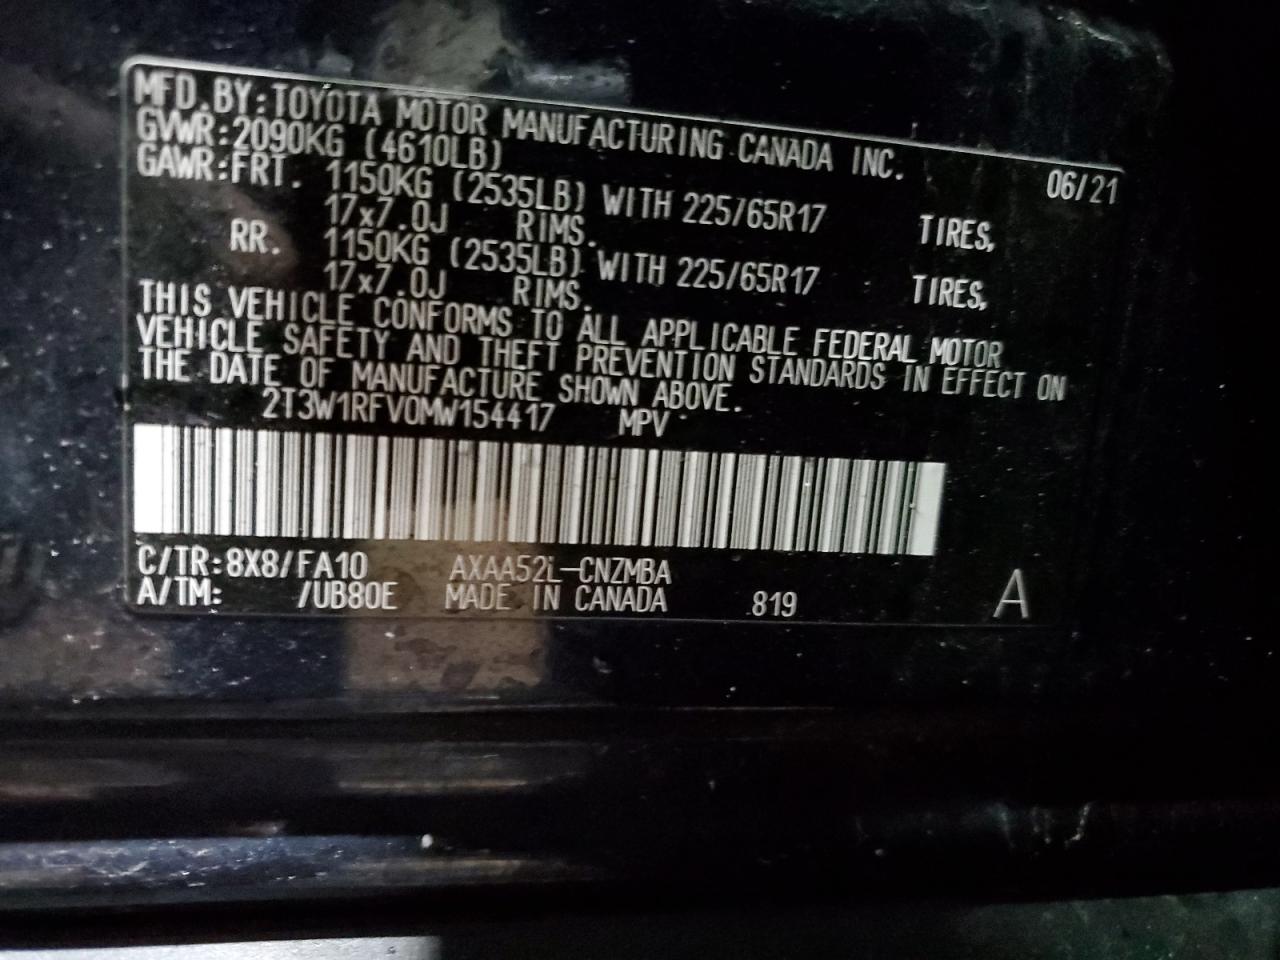 MFD.BY:TOYOTA MOTOR MANUFACTURING CANADA INC. 06/21
GVWR:2090KG (4610LB)
GAWR:FRT. 1150KG (2535LB) WITH 225/65R17 TIRES,
17x7.0J RIMS.
RR. 1150KG (2535LB) WITH 225/65R17 TIRES,
17x7.0J RIMS.
THIS VEHICLE CONFORMS TO ALL APPLICABLE FEDERAL MOTOR
VEHICLE SAFETY AND THEFT PREVENTION STANDARDS IN EFFECT ON
THE DATE OF MANUFACTURE SHOWN ABOVE.
2T3W1RFV0MW154417 MPV
C/TR:8X8/FA10 AXAA52L-CNZMBA
A/TM: /UB80E MADE IN CANADA 819 A